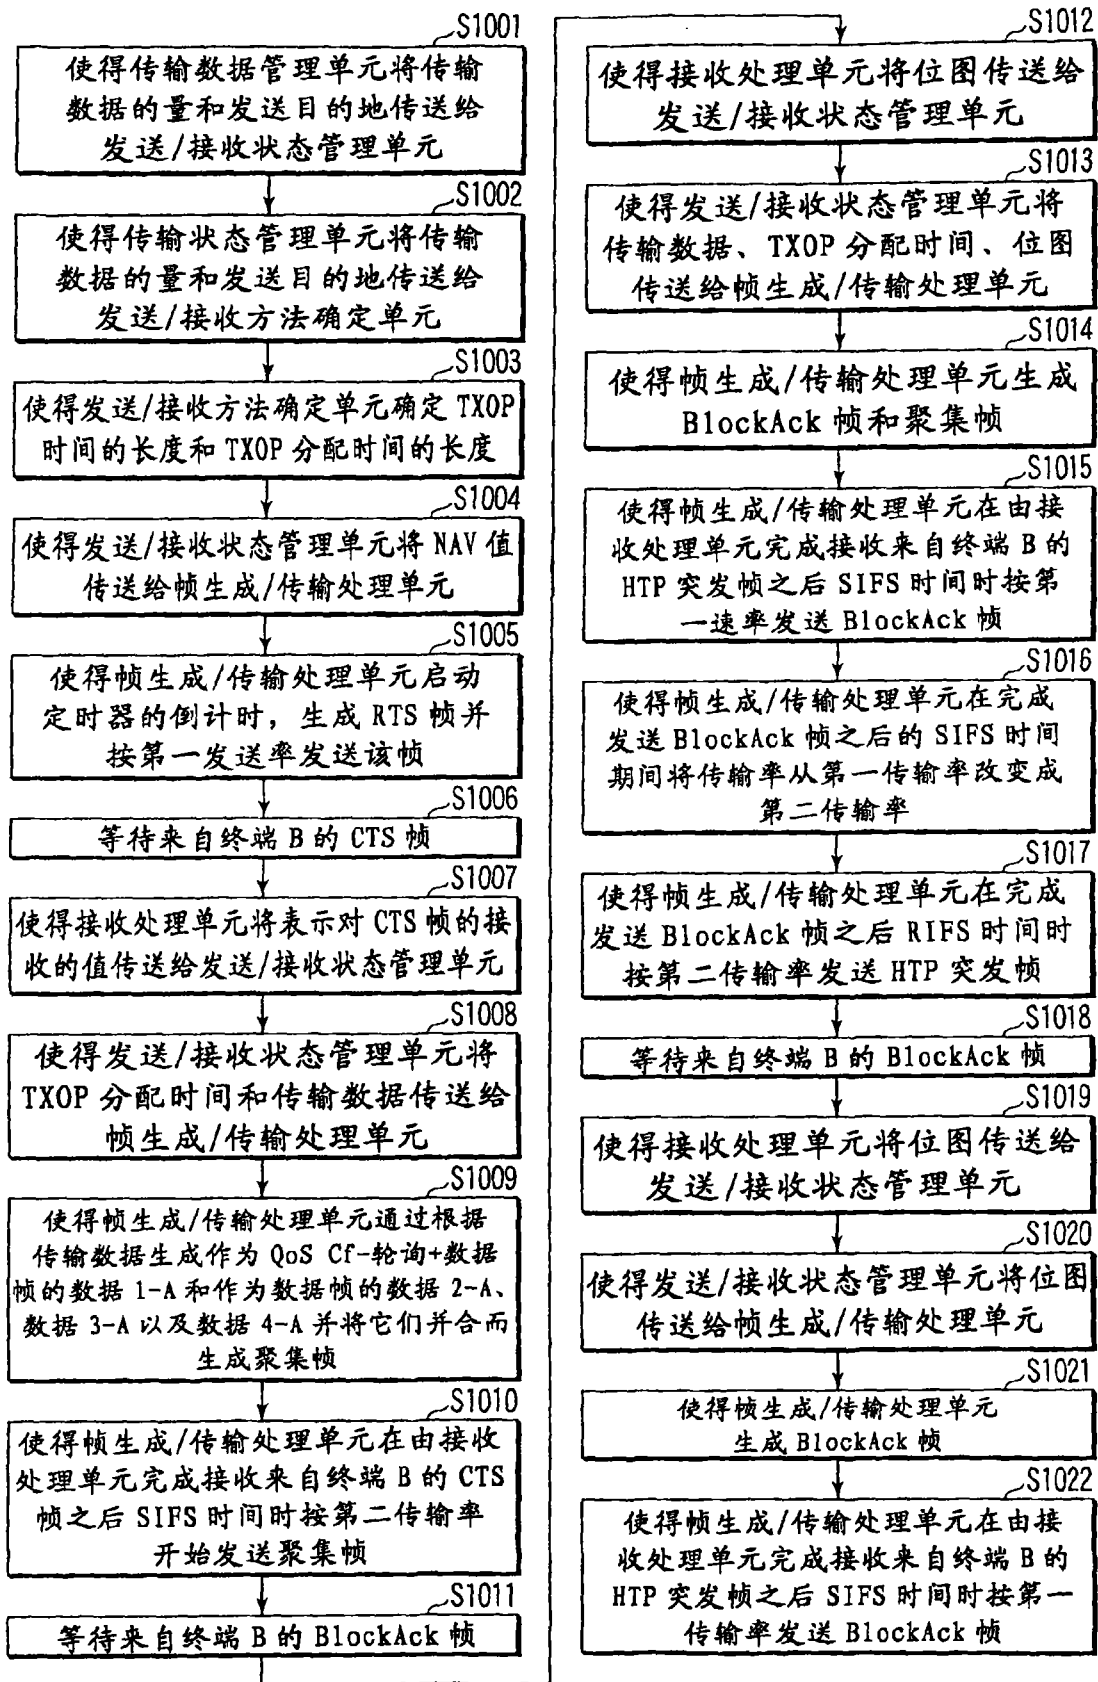 S1001
使得传输数据管理单元将传输
数据的量和发送目的地传送给
发送/接收状态管理单元
S1002
使得传输状态管理单元将传输
数据的量和发送目的地传送给
发送/接收方法确定单元
S1003
使得发送/接收方法确定单元确定 TXOP
时间的长度和 TXOP 分配时间的长度
S1004
使得发送/接收状态管理单元将 NAV 值
传送给帧生成/传输处理单元
S1005
使得帧生成/传输处理单元启动
定时器的倒计时，生成 RTS 帧并
按第一发送率发送该帧
S1006
等待来自终端 B 的 CTS 帧
S1007
使得接收处理单元将表示对 CTS 帧的接
收的值传送给发送/接收状态管理单元
S1008
使得发送/接收状态管理单元将
TXOP 分配时间和传输数据传送给
帧生成/传输处理单元
S1009
使得帧生成/传输处理单元通过根据
传输数据生成作为 QoS Cf-轮询+数据
帧的数据 1-A 和作为数据帧的数据 2-A、
数据 3-A 以及数据 4-A 并将它们并合而
生成聚集帧
S1010
使得帧生成/传输处理单元在由接收
处理单元完成接收来自终端 B 的 CTS
帧之后 SIFS 时间时按第二传输率
开始发送聚集帧
S1011
等待来自终端 B 的 BlockAck 帧
S1012
使得接收处理单元将位图传送给
发送/接收状态管理单元
S1013
使得发送/接收状态管理单元将
传输数据、TXOP 分配时间、位图
传送给帧生成/传输处理单元
S1014
使得帧生成/传输处理单元生成
BlockAck 帧和聚集帧
S1015
使得帧生成/传输处理单元在由接
收处理单元完成接收来自终端 B 的
HTP 突发帧之后 SIFS 时间时按第
一速率发送 BlockAck 帧
S1016
使得帧生成/传输处理单元在完成
发送 BlockAck 帧之后的 SIFS 时间
期间将传输率从第一传输率改变成
第二传输率
S1017
使得帧生成/传输处理单元在完成
发送 BlockAck 帧之后 RIFS 时间时
按第二传输率发送 HTP 突发帧
S1018
等待来自终端 B 的 BlockAck 帧
S1019
使得接收处理单元将位图传送给
发送/接收状态管理单元
S1020
使得发送/接收状态管理单元将位图
传送给帧生成/传输处理单元
S1021
使得帧生成/传输处理单元
生成 BlockAck 帧
S1022
使得帧生成/传输处理单元在由接
收处理单元完成接收来自终端 B 的
HTP 突发帧之后 SIFS 时间时按第一
传输率发送 BlockAck 帧